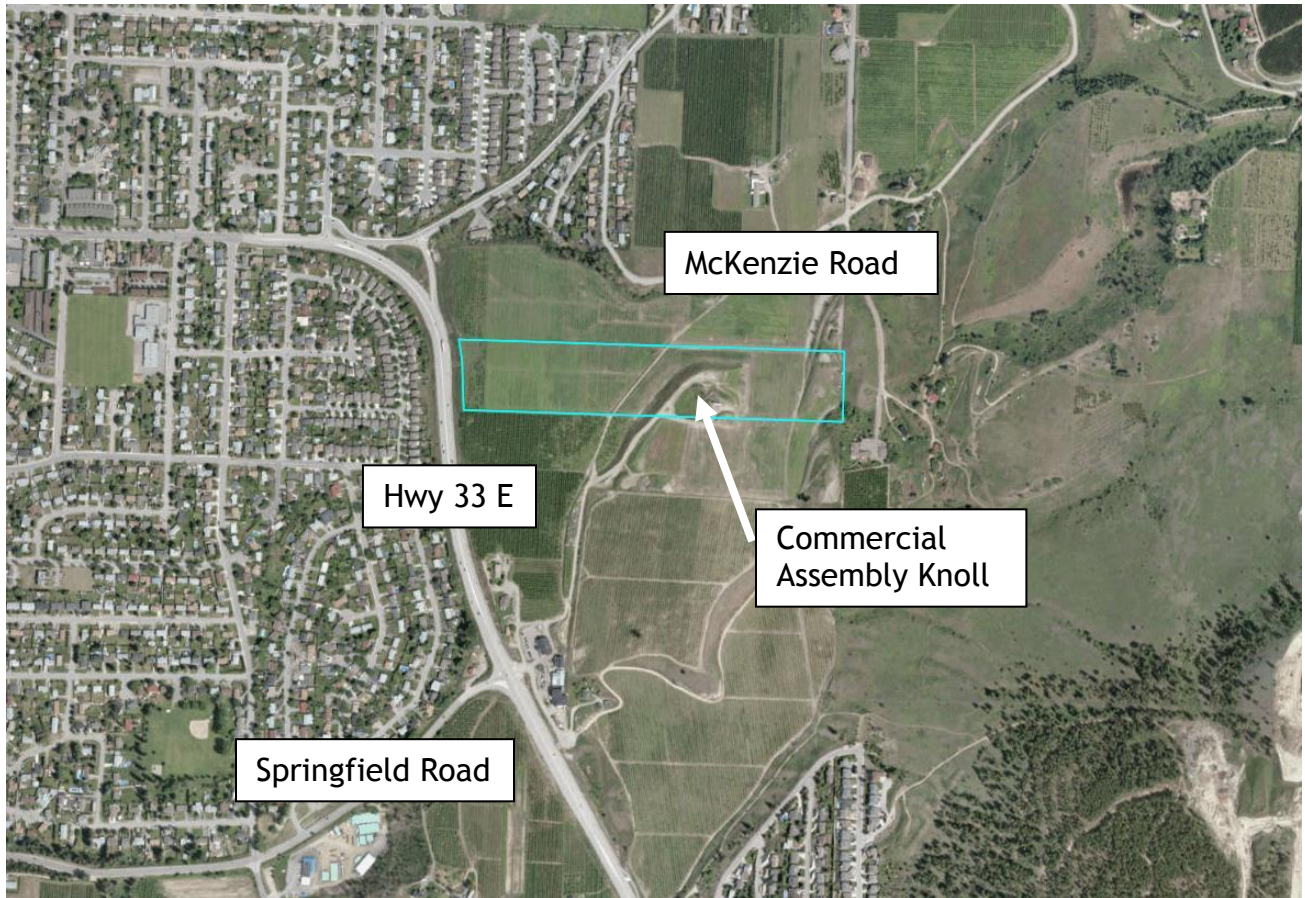 McKenzie Road
Hwy 33 E
Commercial
Assembly Knoll
Springfield Road